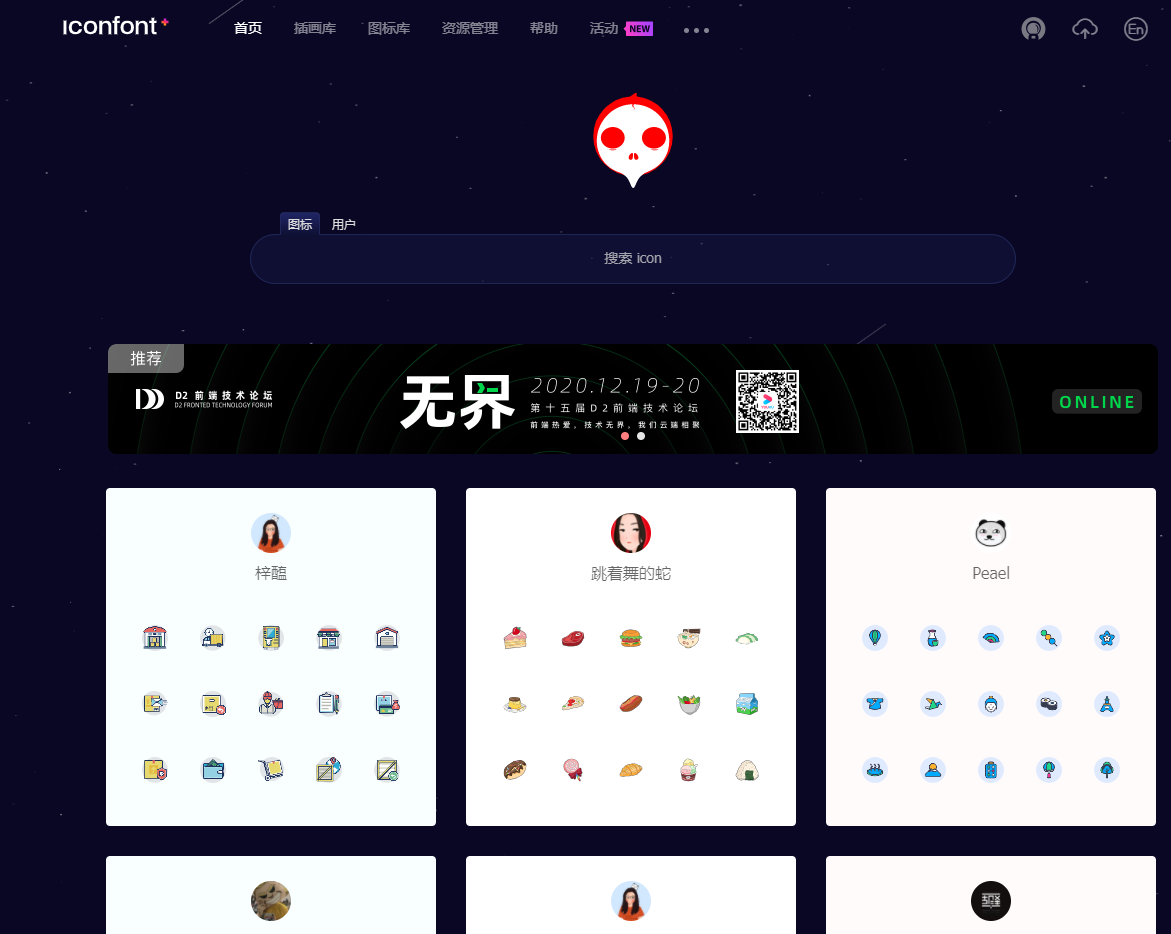 iconfont+
首页 插画库 图标库 资源管理 帮助 活动 NEW
En
图标 用户
搜索 icon
推荐
D2 前端技术论坛
D2 FRONTED TECHNOLOGY FORUM
无界
2020.12.19-20
第十五届D2前端技术论坛
前端热爱，技术无界，我们云端相聚
ONLINE
跳着舞的蛇
Peael